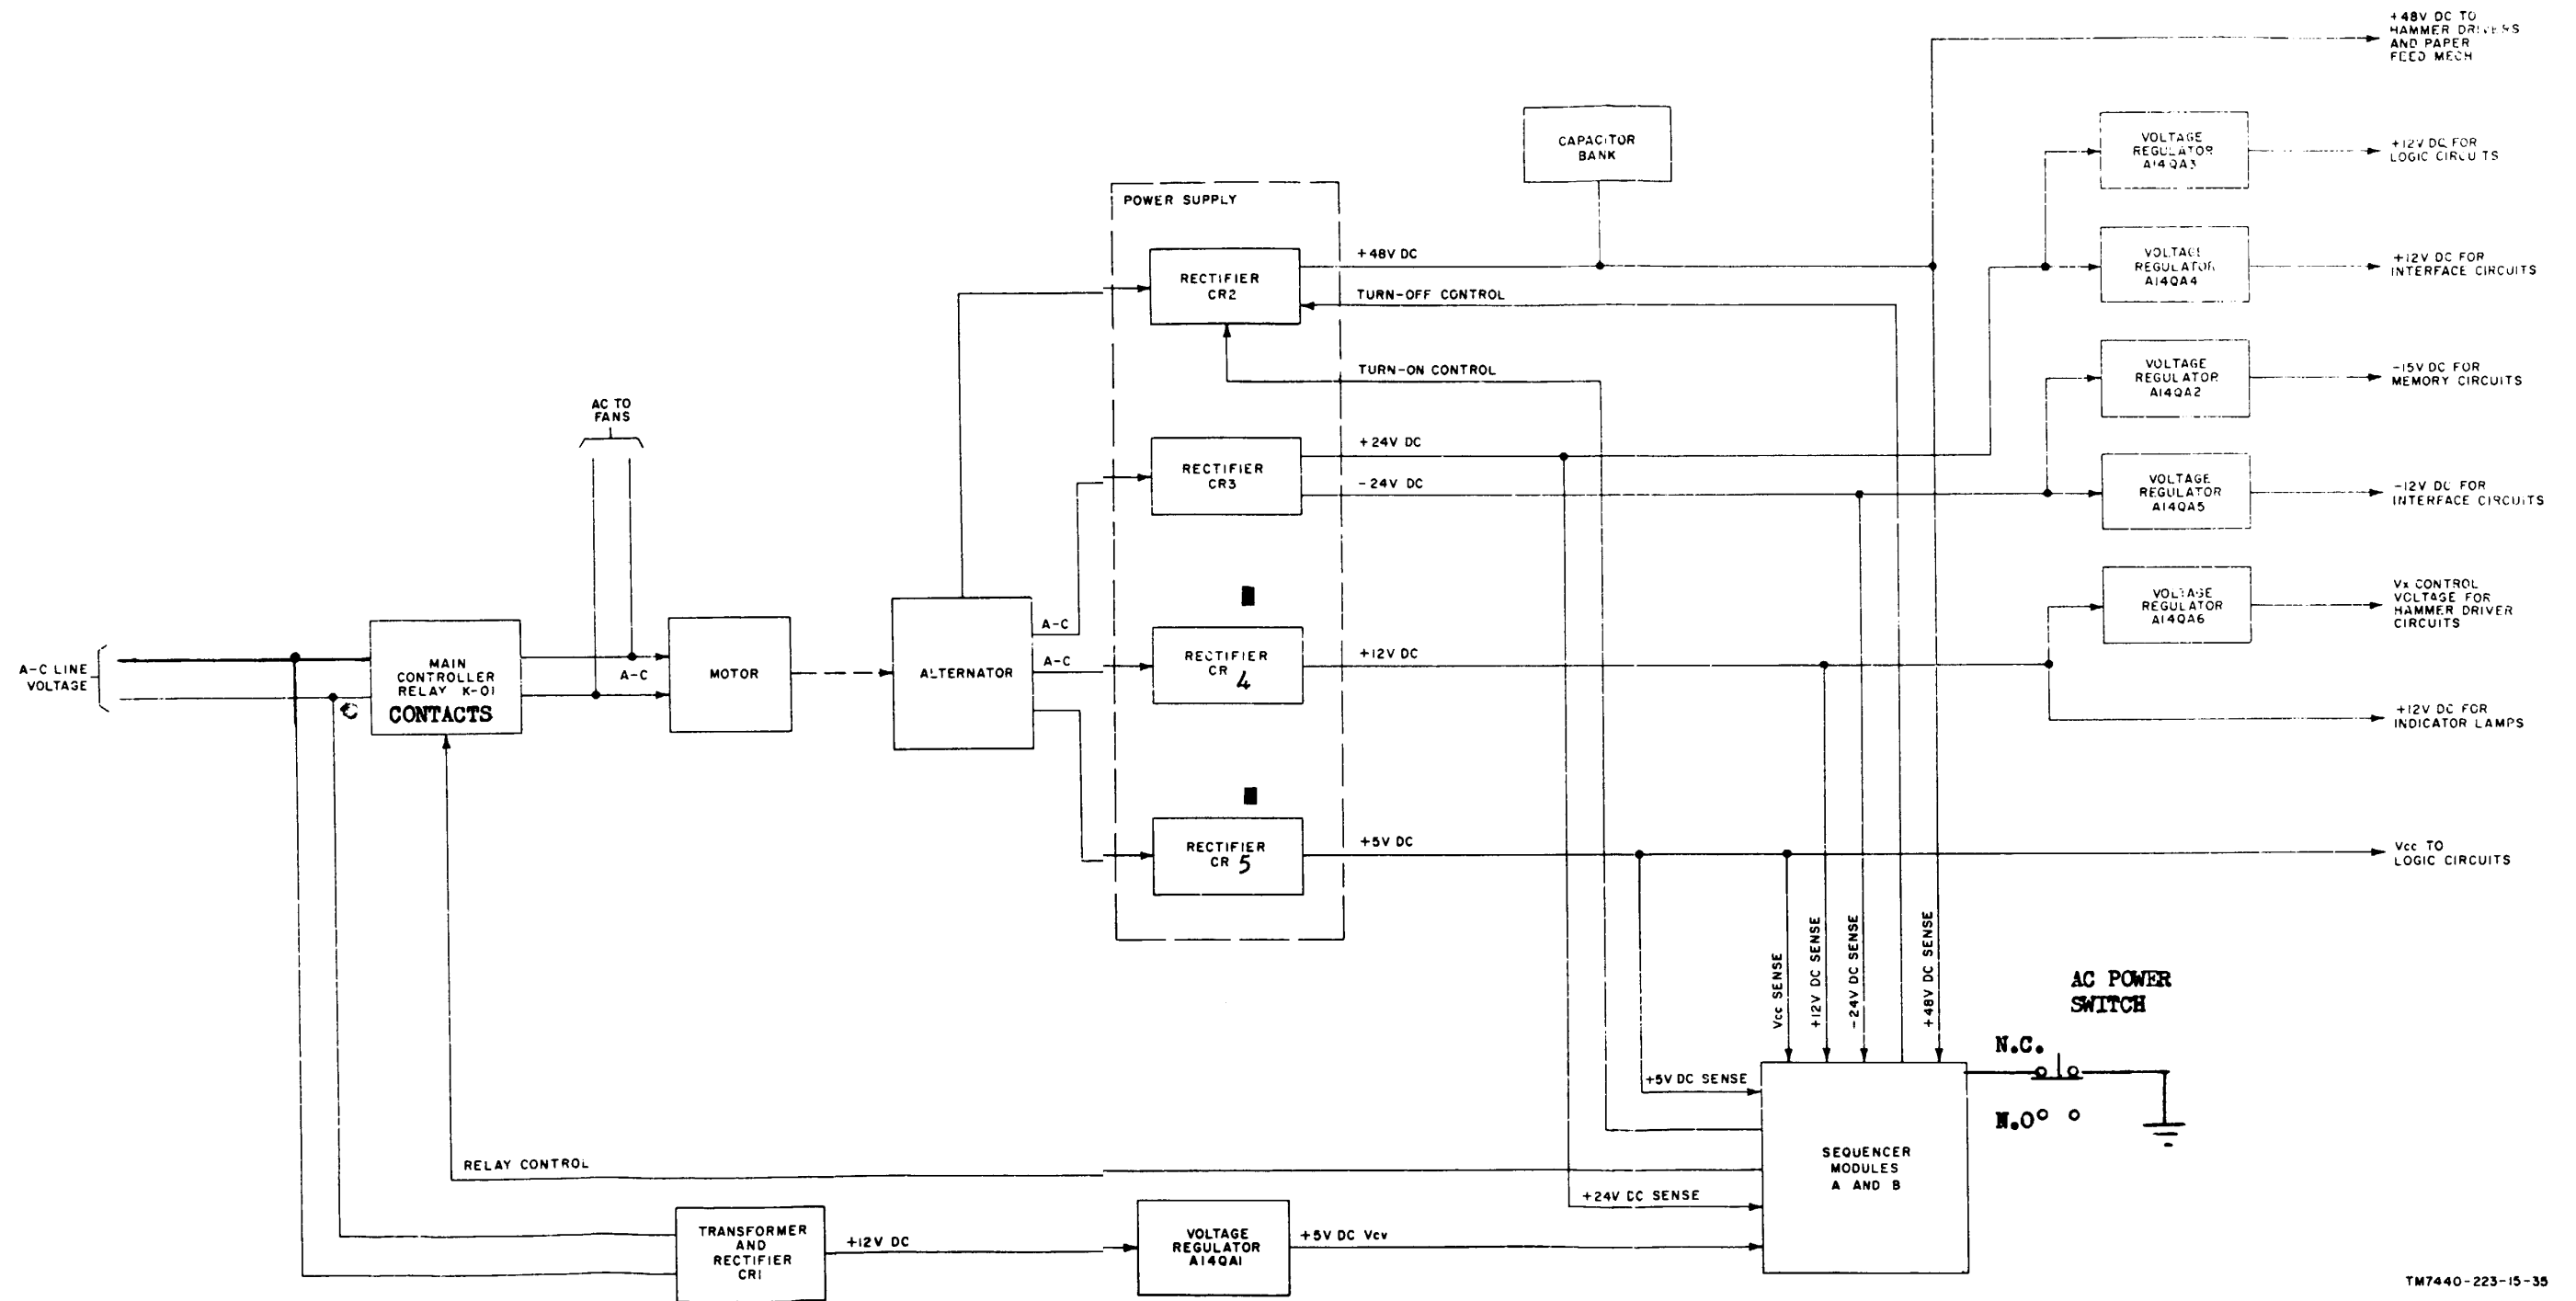 +48V DC TO
HAMMER DRIVERS
AND PAPER
FEED MECH
CAPACITOR
BANK
VOLTAGE
REGULATOR
A14QA3
+12V DC FOR
LOGIC CIRCUITS
POWER SUPPLY
RECTIFIER
CR2
+48V DC
TURN-OFF CONTROL
TURN-ON CONTROL
VOLTAGE
REGULATOR
A14QA4
+12V DC FOR
INTERFACE CIRCUITS
VOLTAGE
REGULATOR
A14QA2
-15V DC FOR
MEMORY CIRCUITS
AC TO
FANS
RECTIFIER
CR3
+24V DC
-24V DC
VOLTAGE
REGULATOR
A14QA5
-12V DC FOR
INTERFACE CIRCUITS
VOLTAGE
REGULATOR
A14QA6
Vx CONTROL
VOLTAGE FOR
HAMMER DRIVER
CIRCUITS
A-C LINE
VOLTAGE
MAIN
CONTROLLER
RELAY K-01
CONTACTS
A-C
MOTOR
ALTERNATOR
A-C
A-C
RECTIFIER
CR 4
+12V DC
+12V DC FOR
INDICATOR LAMPS
RECTIFIER
CR 5
+5V DC
Vcc TO
LOGIC CIRCUITS
Vcc SENSE
+12V DC SENSE
-24V DC SENSE
+48V DC SENSE
AC POWER
SWITCH
N.C.
N.O
+5V DC SENSE
SEQUENCER
MODULES
A AND B
RELAY CONTROL
+24V DC SENSE
TRANSFORMER
AND
RECTIFIER
CR1
+12V DC
VOLTAGE
REGULATOR
A14QA1
+5V DC Vcv
TM7440-223-15-35